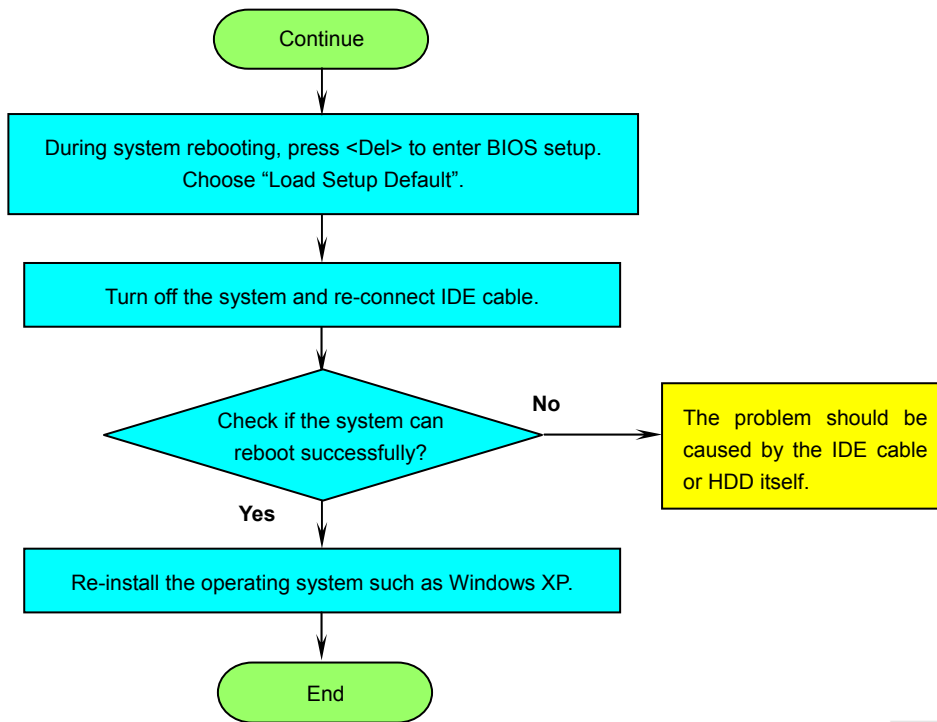 Continue
During system rebooting, press <Del> to enter BIOS setup.
Choose “Load Setup Default”.
Turn off the system and re-connect IDE cable.
Check if the system can
reboot successfully?
No
The problem should be
caused by the IDE cable
or HDD itself.
Yes
Re-install the operating system such as Windows XP.
End